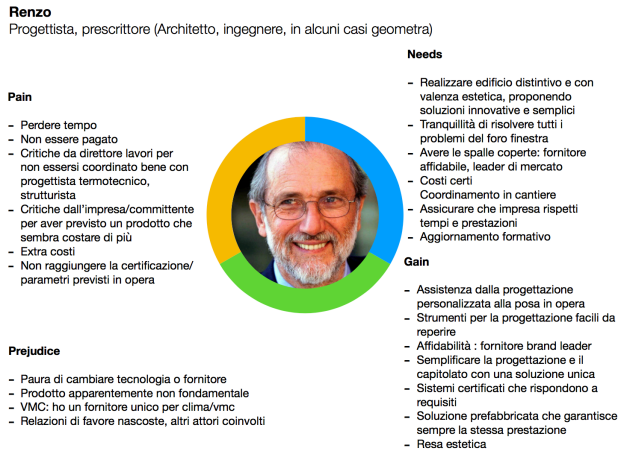 Renzo
Progettista, prescrittore (Architetto, ingegnere, in alcuni casi geometra)
Pain
– Perdere tempo
– Non essere pagato
– Critiche da direttore lavori per
non essersi coordinato bene con
progettista termotecnico,
strutturista
– Critiche dall'impresa/committente
per aver previsto un prodotto che
sembra costare di più
– Extra costi
– Non raggiungere la certificazione/
parametri previsti in opera
Needs
– Realizzare edificio distintivo e con
valenza estetica, proponendo
soluzioni innovative e semplici
– Tranquillità di risolvere tutti i
problemi del foro finestra
– Avere le spalle coperte: fornitore
affidabile, leader di mercato
– Costi certi
Coordinamento in cantiere
– Assicurare che impresa rispetti
tempi e prestazioni
– Aggiornamento formativo
Gain
– Assistenza dalla progettazione
personalizzata alla posa in opera
– Strumenti per la progettazione facili da
reperire
– Affidabilità : fornitore brand leader
– Semplificare la progettazione e il
capitolato con una soluzione unica
– Sistemi certificati che rispondono a
requisiti
– Soluzione prefabbricata che garantisce
sempre la stessa prestazione
– Resa estetica
Prejudice
– Paura di cambiare tecnologia o fornitore
– Prodotto apparentemente non fondamentale
– VMC: ho un fornitore unico per clima/vmc
– Relazioni di favore nascoste, altri attori coinvolti